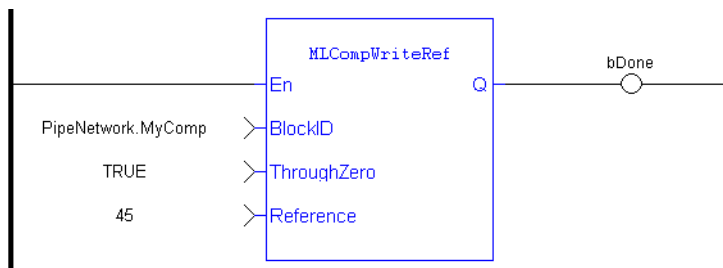 MLCompWriteRef
bDone
En Q
PipeNetwork.MyComp BlockID
TRUE ThroughZero
45 Reference